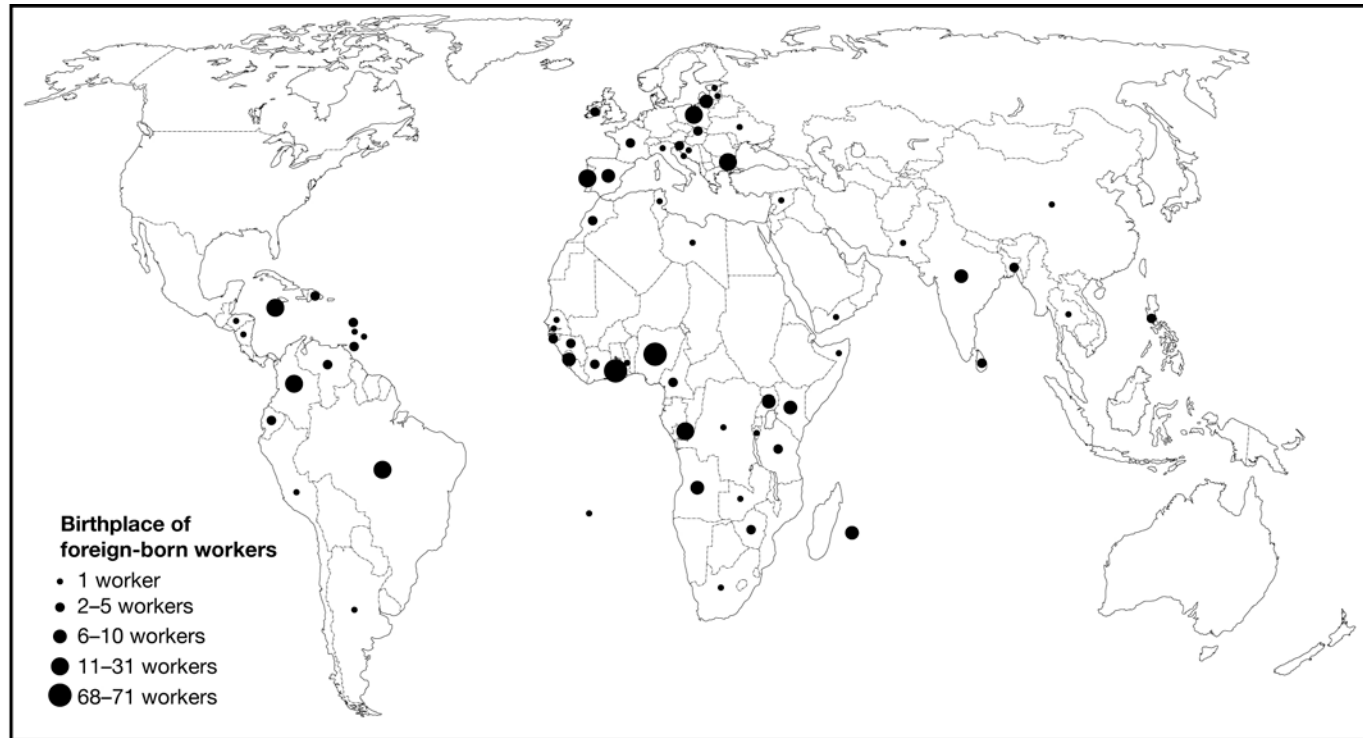 Birthplace of
foreign-born workers
1 worker
2–5 workers
6–10 workers
11–31 workers
68–71 workers